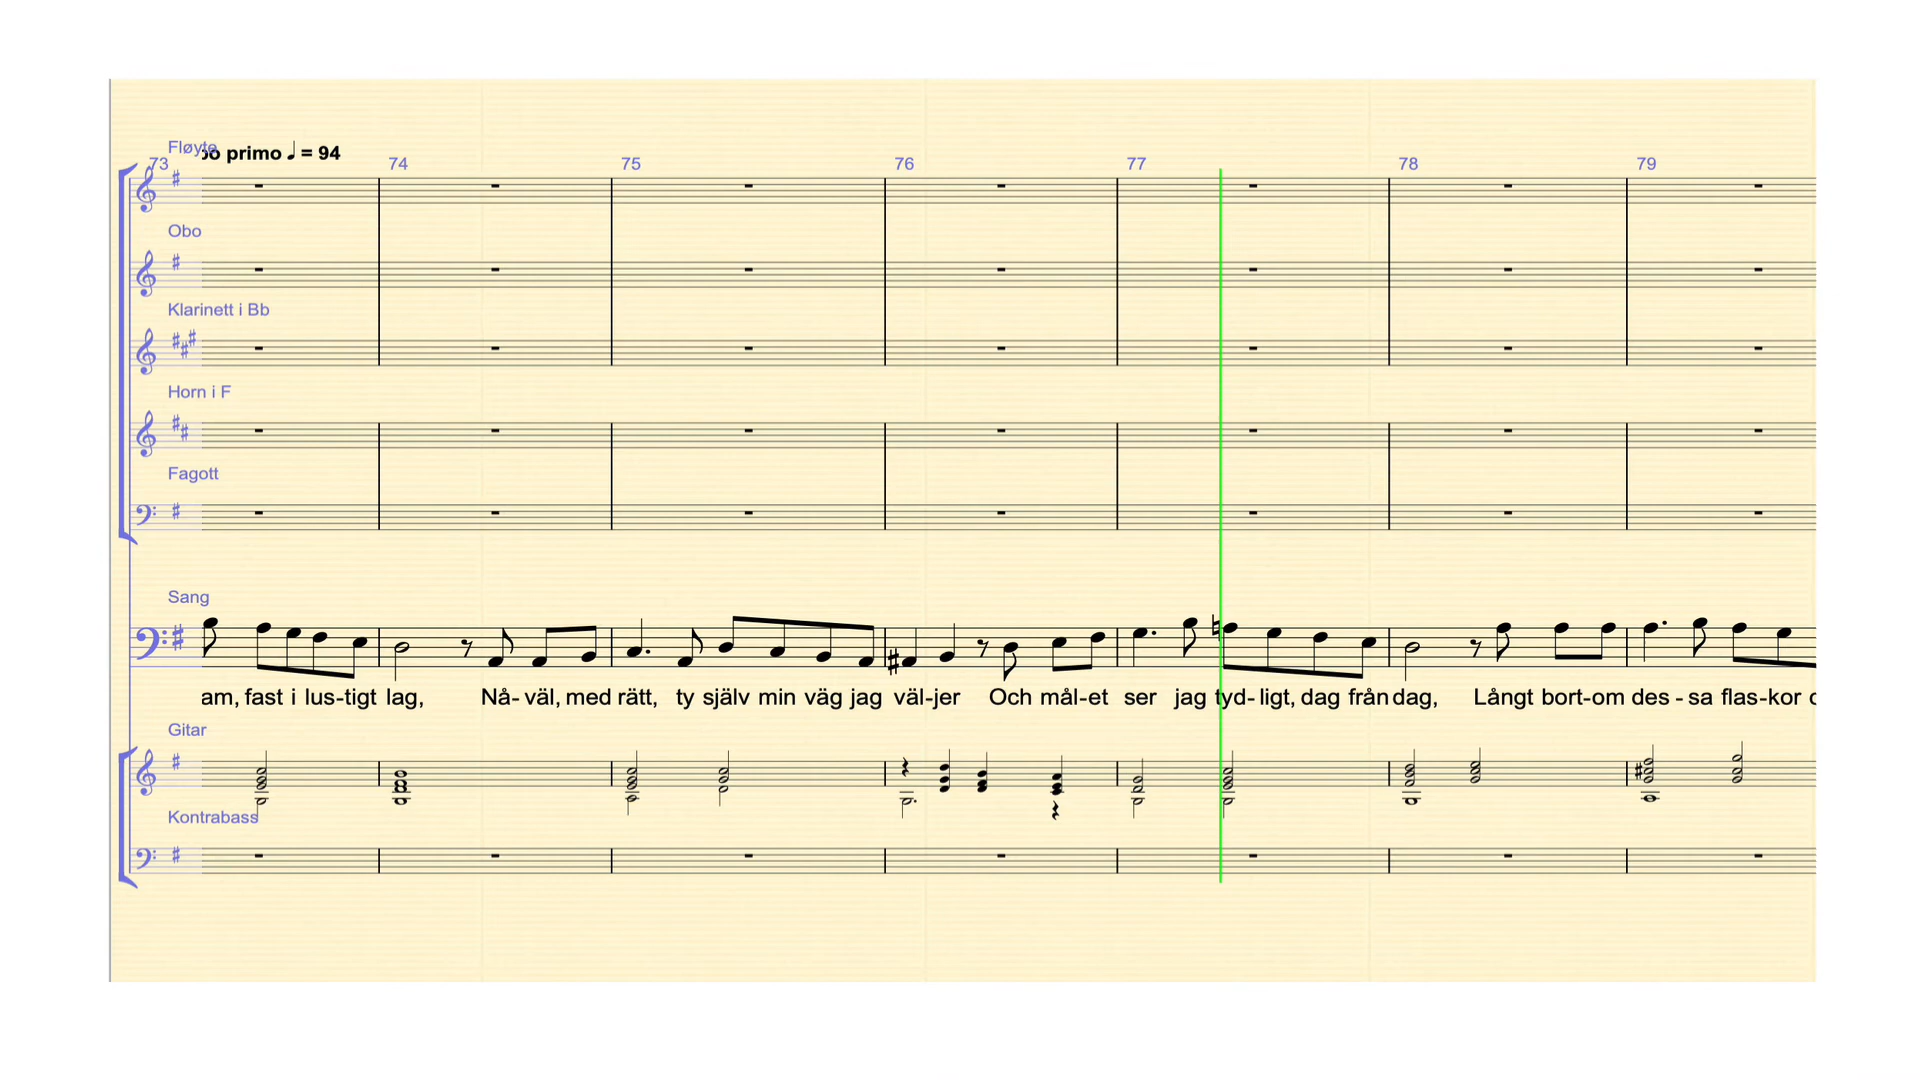 Fløyte
po primo ♩ = 94
73 74 75 76 77 78 79
Obo
Klarinett i Bb
Horn i F
Fagott
Sang
am, fast i lus-tigt lag, Nå-väl, med rätt, ty själv min väg jag väl-jer Och mål-et ser jag tyd-ligt, dag från dag, Långt bort-om des-sa flas-kor
Gitar
Kontrabass